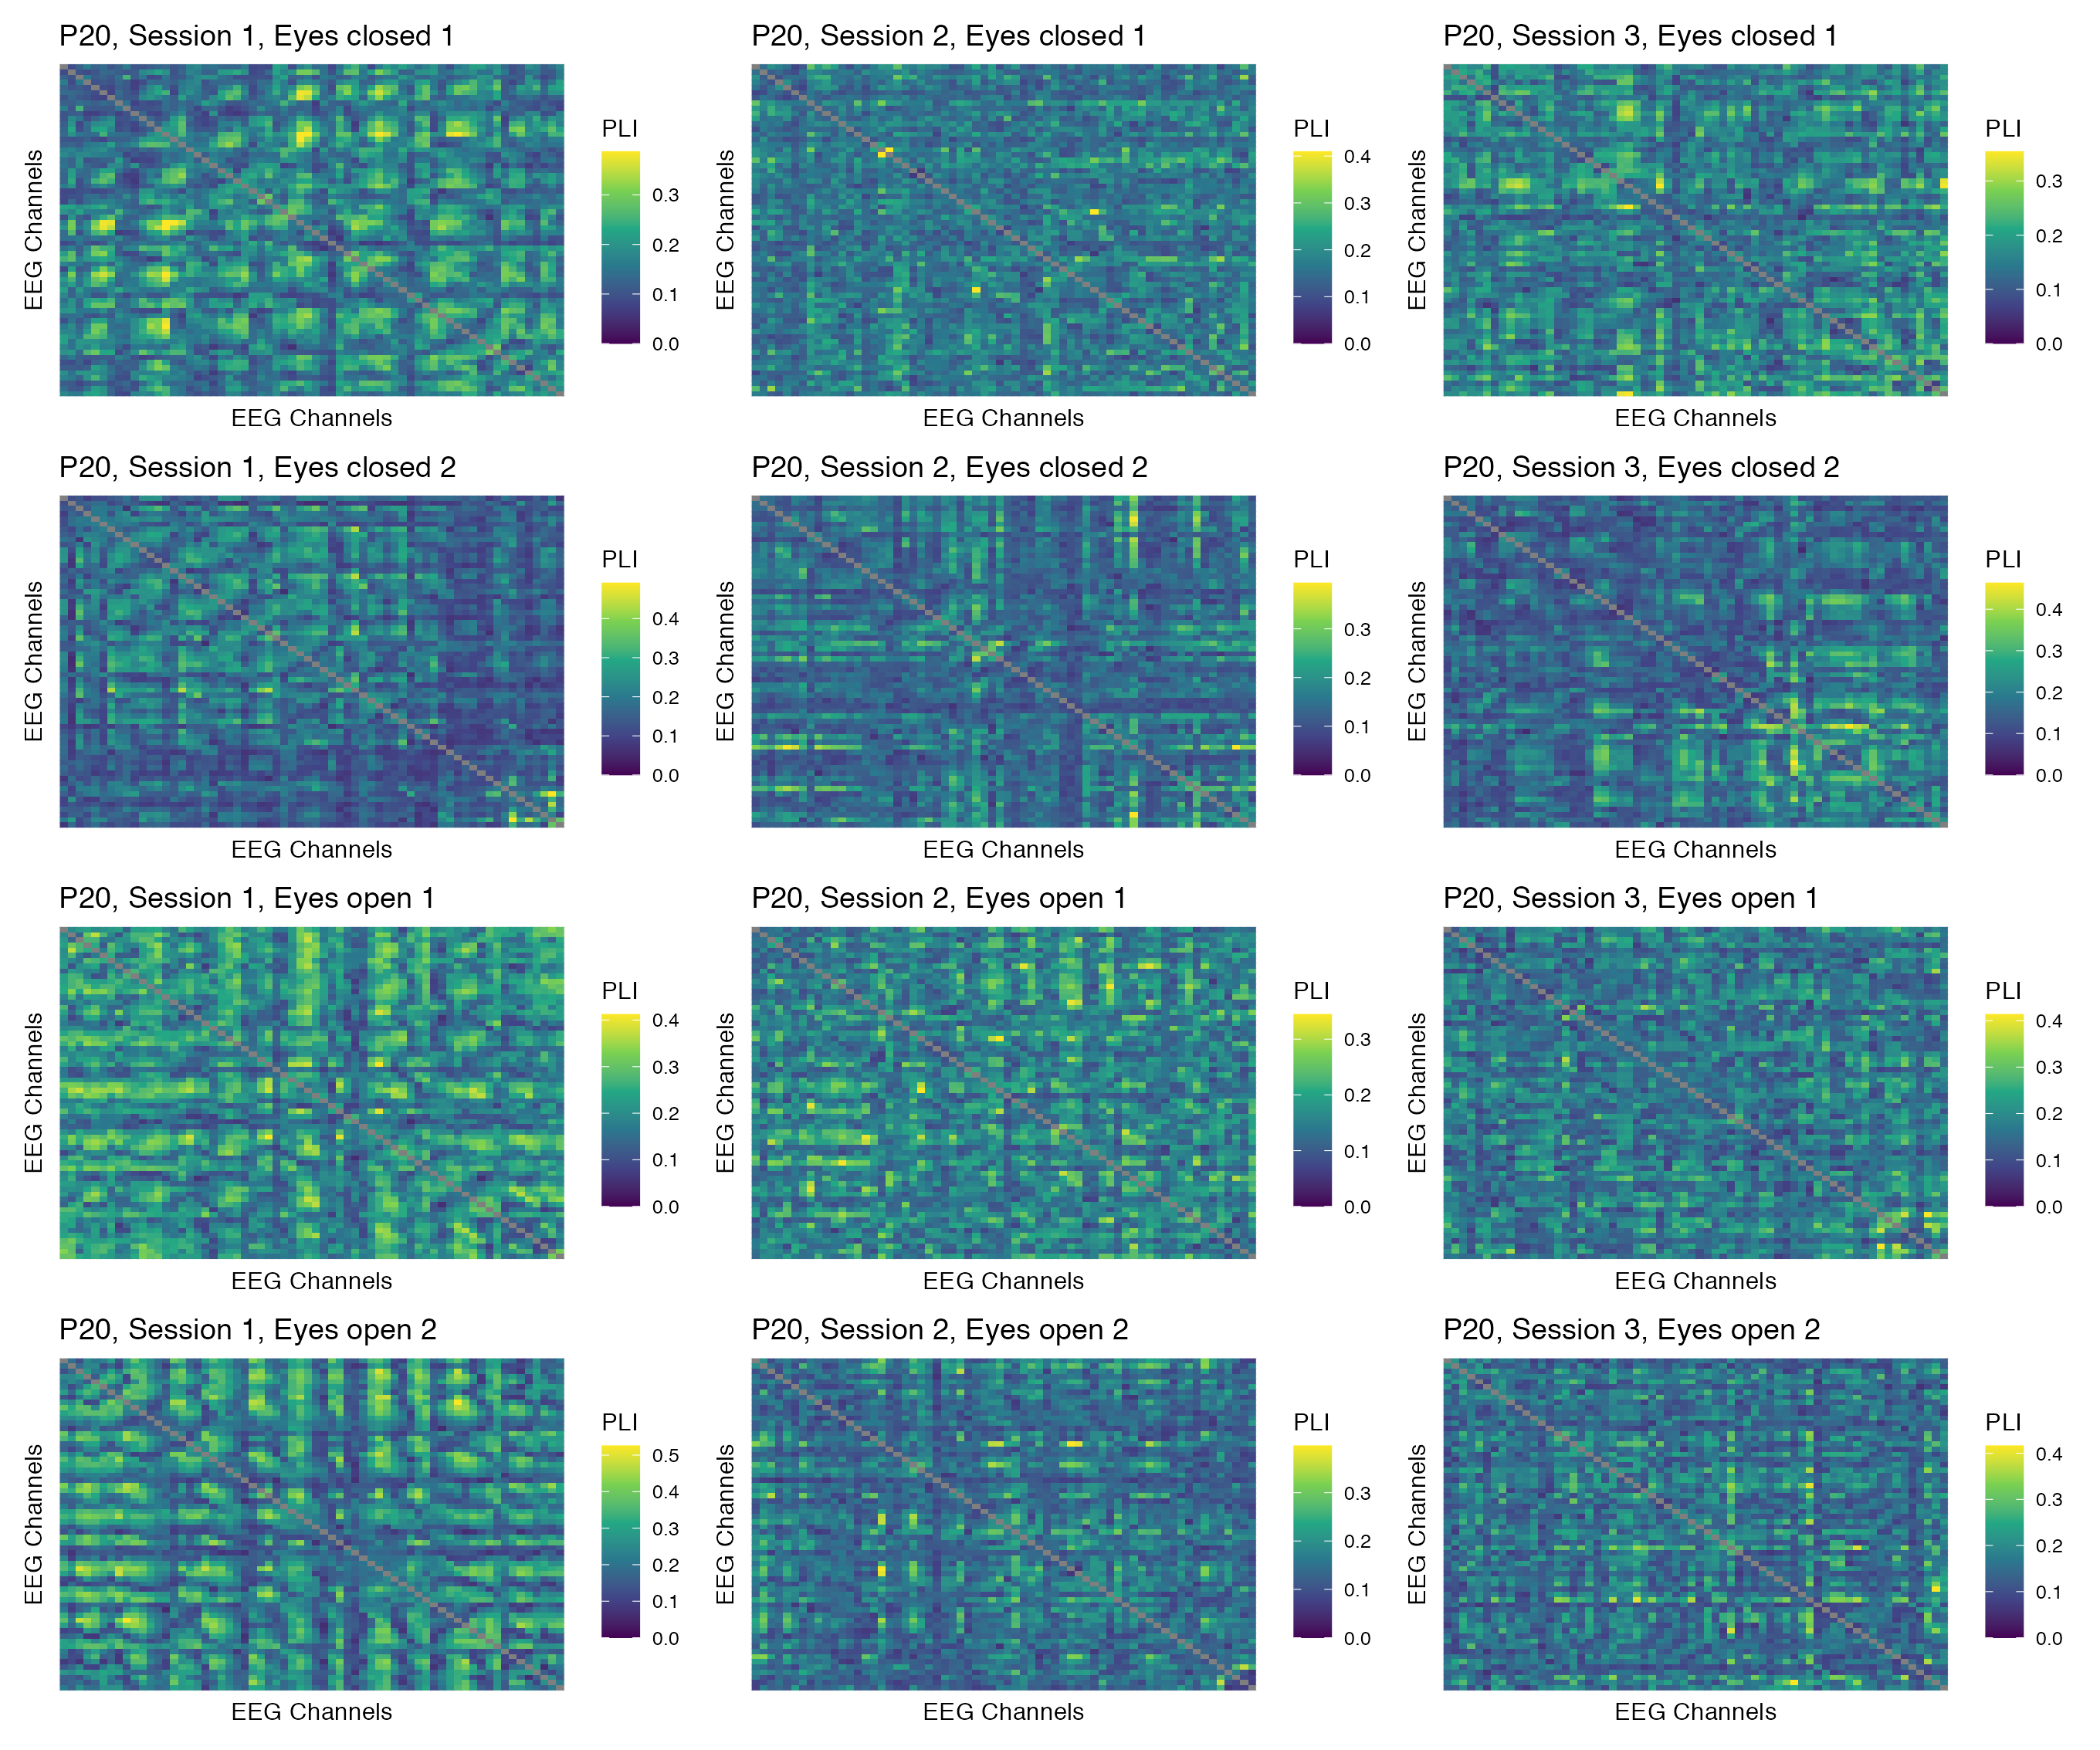 P20, Session 1, Eyes closed 1
EEG Channels
EEG Channels
PLI
0.3
0.2
0.1
0.0
P20, Session 2, Eyes closed 1
EEG Channels
EEG Channels
PLI
0.4
0.3
0.2
0.1
0.0
P20, Session 3, Eyes closed 1
EEG Channels
EEG Channels
PLI
0.3
0.2
0.1
0.0
P20, Session 1, Eyes closed 2
EEG Channels
EEG Channels
PLI
0.4
0.3
0.2
0.1
0.0
P20, Session 2, Eyes closed 2
EEG Channels
EEG Channels
PLI
0.3
0.2
0.1
0.0
P20, Session 3, Eyes closed 2
EEG Channels
EEG Channels
PLI
0.4
0.3
0.2
0.1
0.0
P20, Session 1, Eyes open 1
EEG Channels
EEG Channels
PLI
0.4
0.3
0.2
0.1
0.0
P20, Session 2, Eyes open 1
EEG Channels
EEG Channels
PLI
0.3
0.2
0.1
0.0
P20, Session 3, Eyes open 1
EEG Channels
EEG Channels
PLI
0.4
0.3
0.2
0.1
0.0
P20, Session 1, Eyes open 2
EEG Channels
EEG Channels
PLI
0.5
0.4
0.3
0.2
0.1
0.0
P20, Session 2, Eyes open 2
EEG Channels
EEG Channels
PLI
0.3
0.2
0.1
0.0
P20, Session 3, Eyes open 2
EEG Channels
EEG Channels
PLI
0.4
0.3
0.2
0.1
0.0